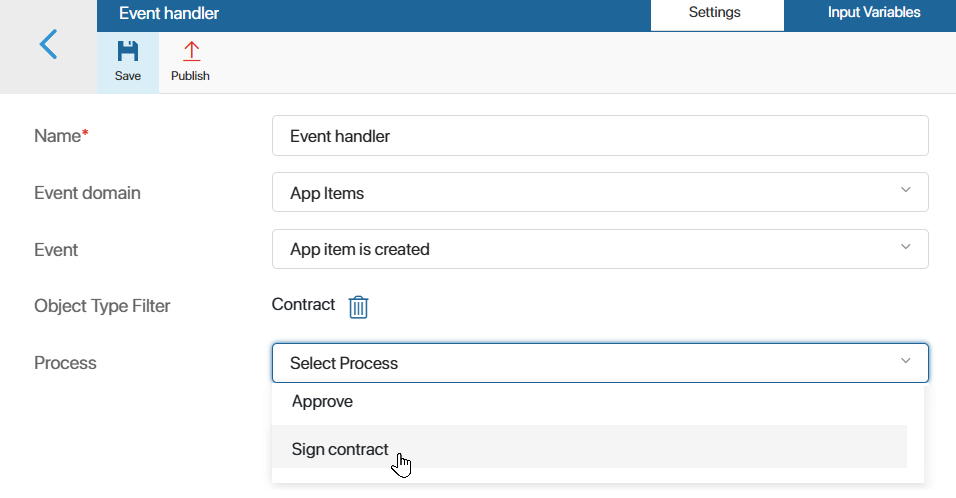 Event handler
Settings
Input Variables
Save
Publish
Name*
Event handler
Event domain
App Items
Event
App item is created
Object Type Filter
Contract
Process
Select Process
Approve
Sign contract